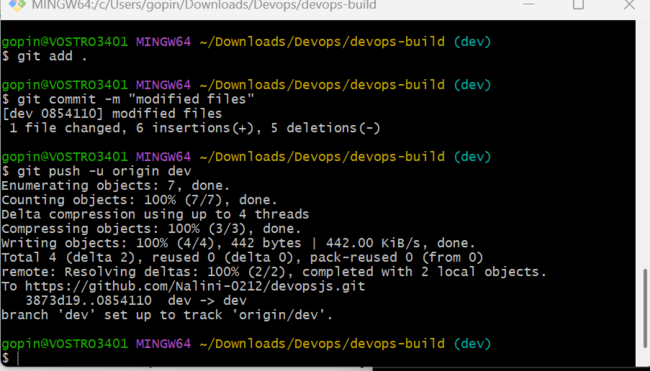 MINGW64:/c/Users/gopin/Downloads/Devops/devops-build
gopin@VOSTRO3401 MINGW64 ~/Downloads/Devops/devops-build (dev)
$ git add .
gopin@VOSTRO3401 MINGW64 ~/Downloads/Devops/devops-build (dev)
$ git commit -m "modified files"
[dev 0854110] modified files
 1 file changed, 6 insertions(+), 5 deletions(-)
gopin@VOSTRO3401 MINGW64 ~/Downloads/Devops/devops-build (dev)
$ git push -u origin dev
Enumerating objects: 7, done.
Counting objects: 100% (7/7), done.
Delta compression using up to 4 threads
Compressing objects: 100% (3/3), done.
Writing objects: 100% (4/4), 442 bytes | 442.00 KiB/s, done.
Total 4 (delta 2), reused 0 (delta 0), pack-reused 0 (from 0)
remote: Resolving deltas: 100% (2/2), completed with 2 local objects.
To https://github.com/Nalini-0212/devopsjs.git
   3873d19..0854110  dev -> dev
branch 'dev' set up to track 'origin/dev'.
gopin@VOSTRO3401 MINGW64 ~/Downloads/Devops/devops-build (dev)
$